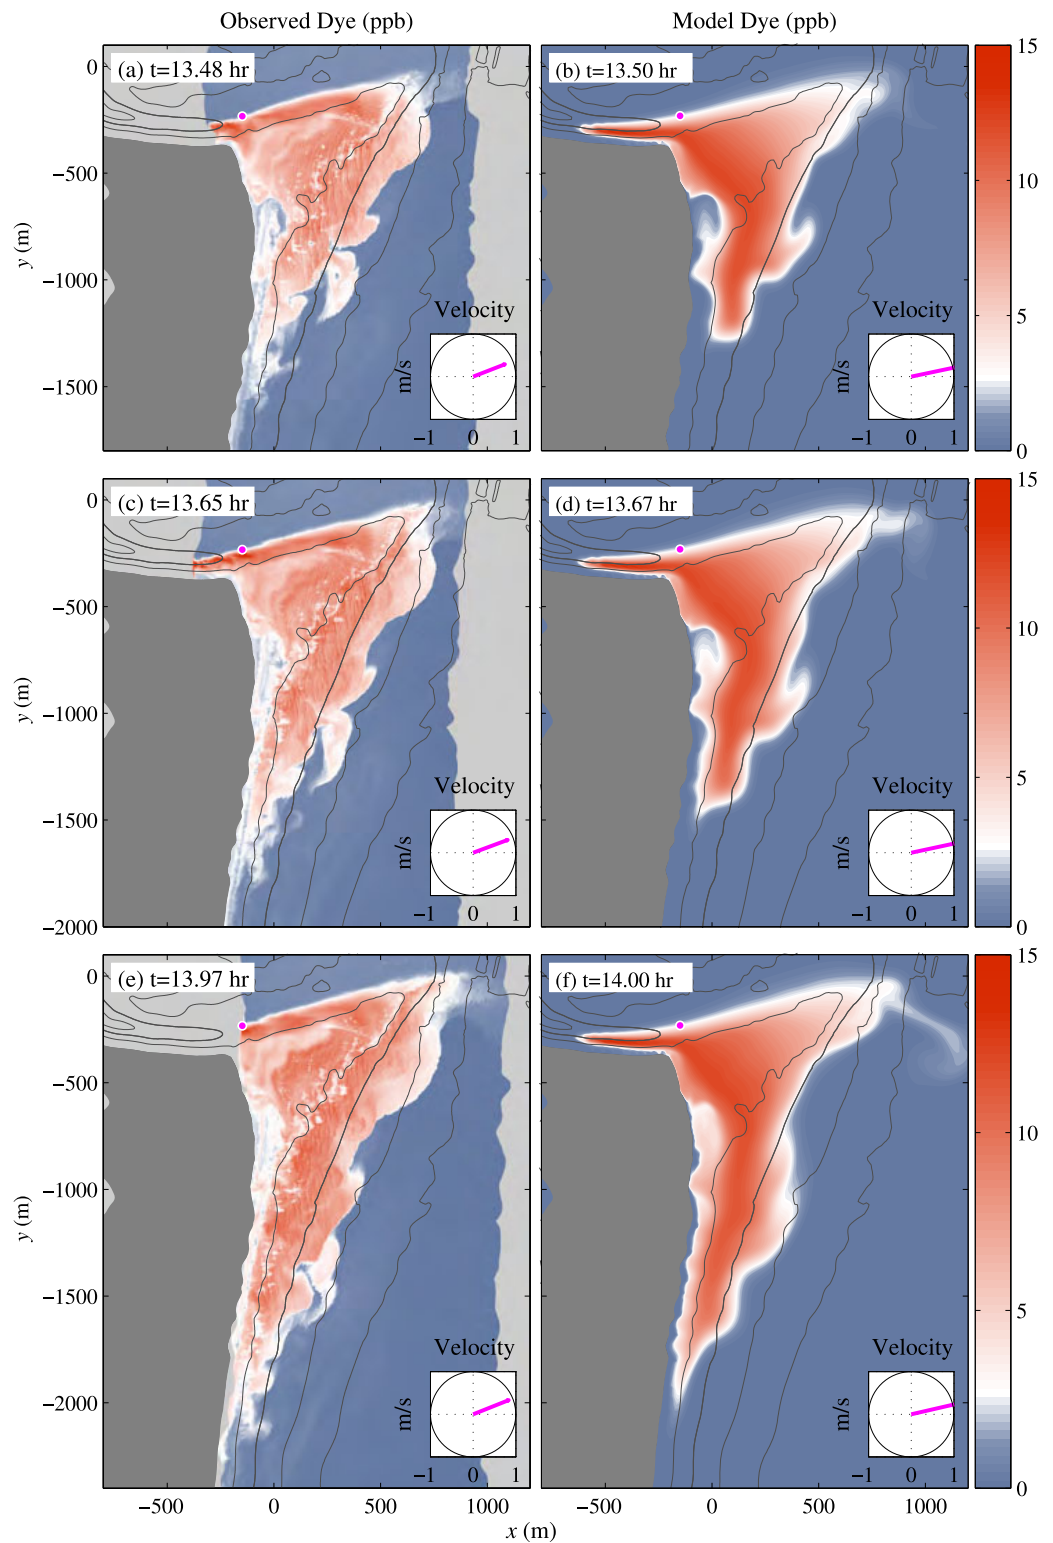 Observed Dye (ppb)
Model Dye (ppb)
(a) t=13.48 hr
(b) t=13.50 hr
0
−500
−1000
−1500
y (m)
Velocity
m/s
−1 0 1
Velocity
m/s
−1 0 1
15
10
5
0
(c) t=13.65 hr
(d) t=13.67 hr
0
−500
−1000
−1500
−2000
y (m)
Velocity
m/s
−1 0 1
Velocity
m/s
−1 0 1
15
10
5
0
(e) t=13.97 hr
(f) t=14.00 hr
0
−500
−1000
−1500
−2000
y (m)
Velocity
m/s
−1 0 1
Velocity
m/s
−1 0 1
15
10
5
0
−500 0 500 1000
−500 0 500 1000
x (m)